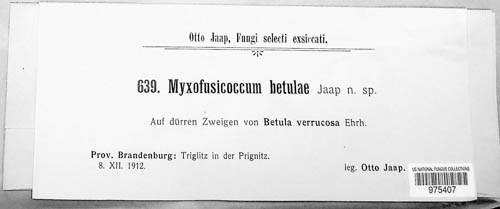 Otto Jaap, Fungi selecti exsiccati.
639. Myxofusicoccum betulae Jaap n. sp.
Auf dürren Zweigen von Betula verrucosa Ehrh.
Prov. Brandenburg: Triglitz in der Prignitz.
8. XII. 1912.
leg. Otto Jaap.
US NATIONAL FUNGUS COLLECTIONS
975407